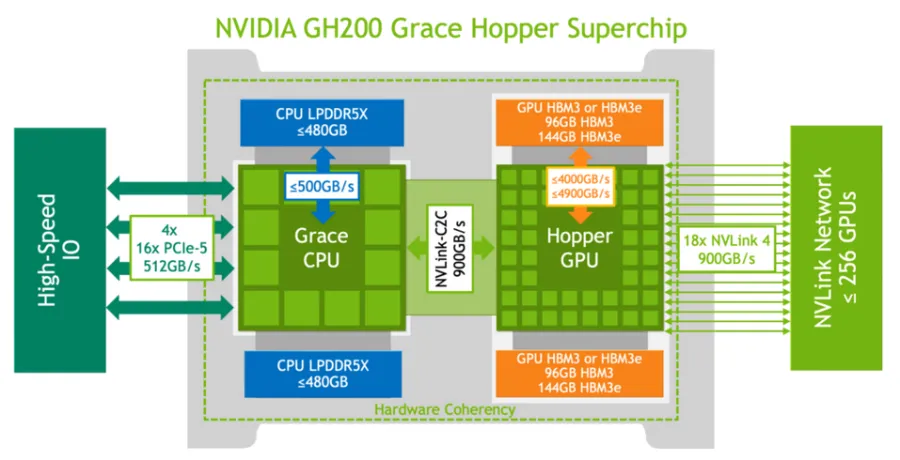 NVIDIA GH200 Grace Hopper Superchip
CPU LPDDR5X
≤480GB
GPU HBM3 or HBM3e
96GB HBM3
144GB HBM3e
High-Speed
IO
4x
16x PCIe-5
512GB/s
≤500GB/s
Grace
CPU
NVLink-C2C
900GB/s
≤4000GB/s
≤4900GB/s
Hopper
GPU
18x NVLink 4
900GB/s
NVLink Network
≤ 256 GPUs
CPU LPDDR5X
≤480GB
GPU HBM3 or HBM3e
96GB HBM3
144GB HBM3e
Hardware Coherency